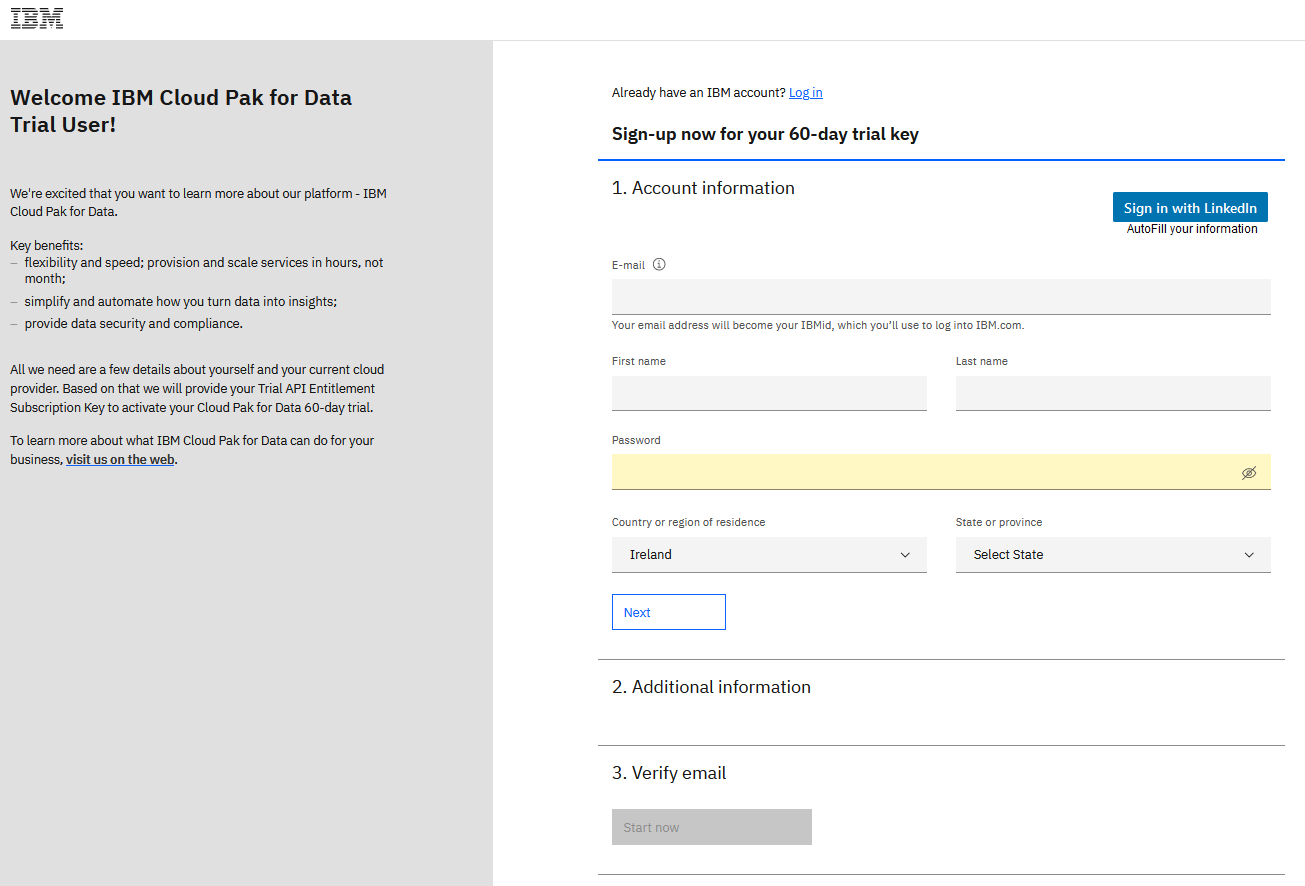 IBM
Welcome IBM Cloud Pak for Data
Trial User!
We're excited that you want to learn more about our platform - IBM
Cloud Pak for Data.
Key benefits:
– flexibility and speed; provision and scale services in hours, not
month;
– simplify and automate how you turn data into insights;
– provide data security and compliance.
All we need are a few details about yourself and your current cloud
provider. Based on that we will provide your Trial API Entitlement
Subscription Key to activate your Cloud Pak for Data 60-day trial.
To learn more about what IBM Cloud Pak for Data can do for your
business, visit us on the web.
Already have an IBM account? Log in
Sign-up now for your 60-day trial key
1. Account information
Sign in with LinkedIn
AutoFill your information
E-mail
Your email address will become your IBMid, which you’ll use to log into IBM.com.
First name
Last name
Password
Country or region of residence
State or province
Ireland
Select State
Next
2. Additional information
3. Verify email
Start now